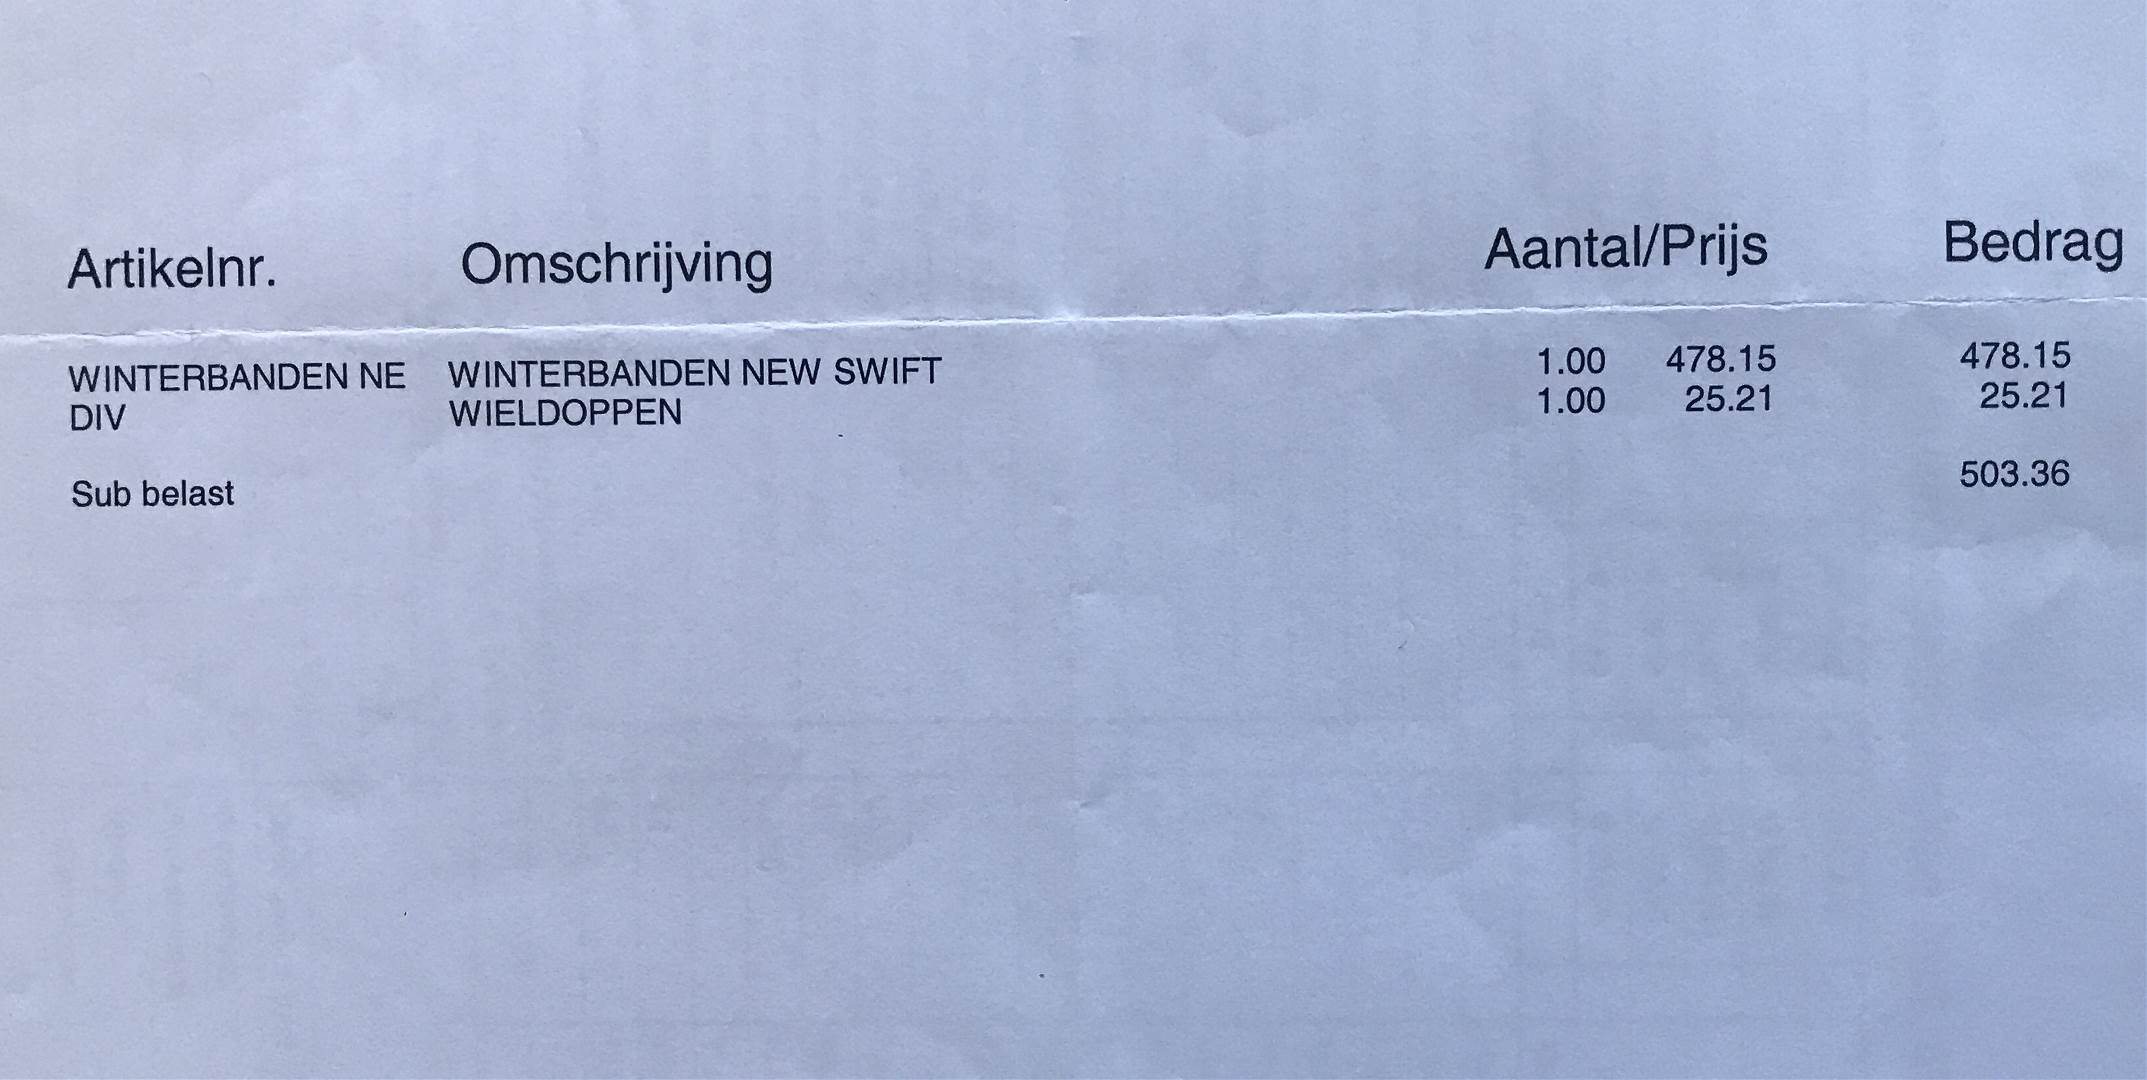 Artikelnr. Omschrijving Aantal/Prijs Bedrag
WINTERBANDEN NE WINTERBANDEN NEW SWIFT 1.00 478.15 478.15
DIV WIELDOPPEN 1.00 25.21 25.21
Sub belast 503.36